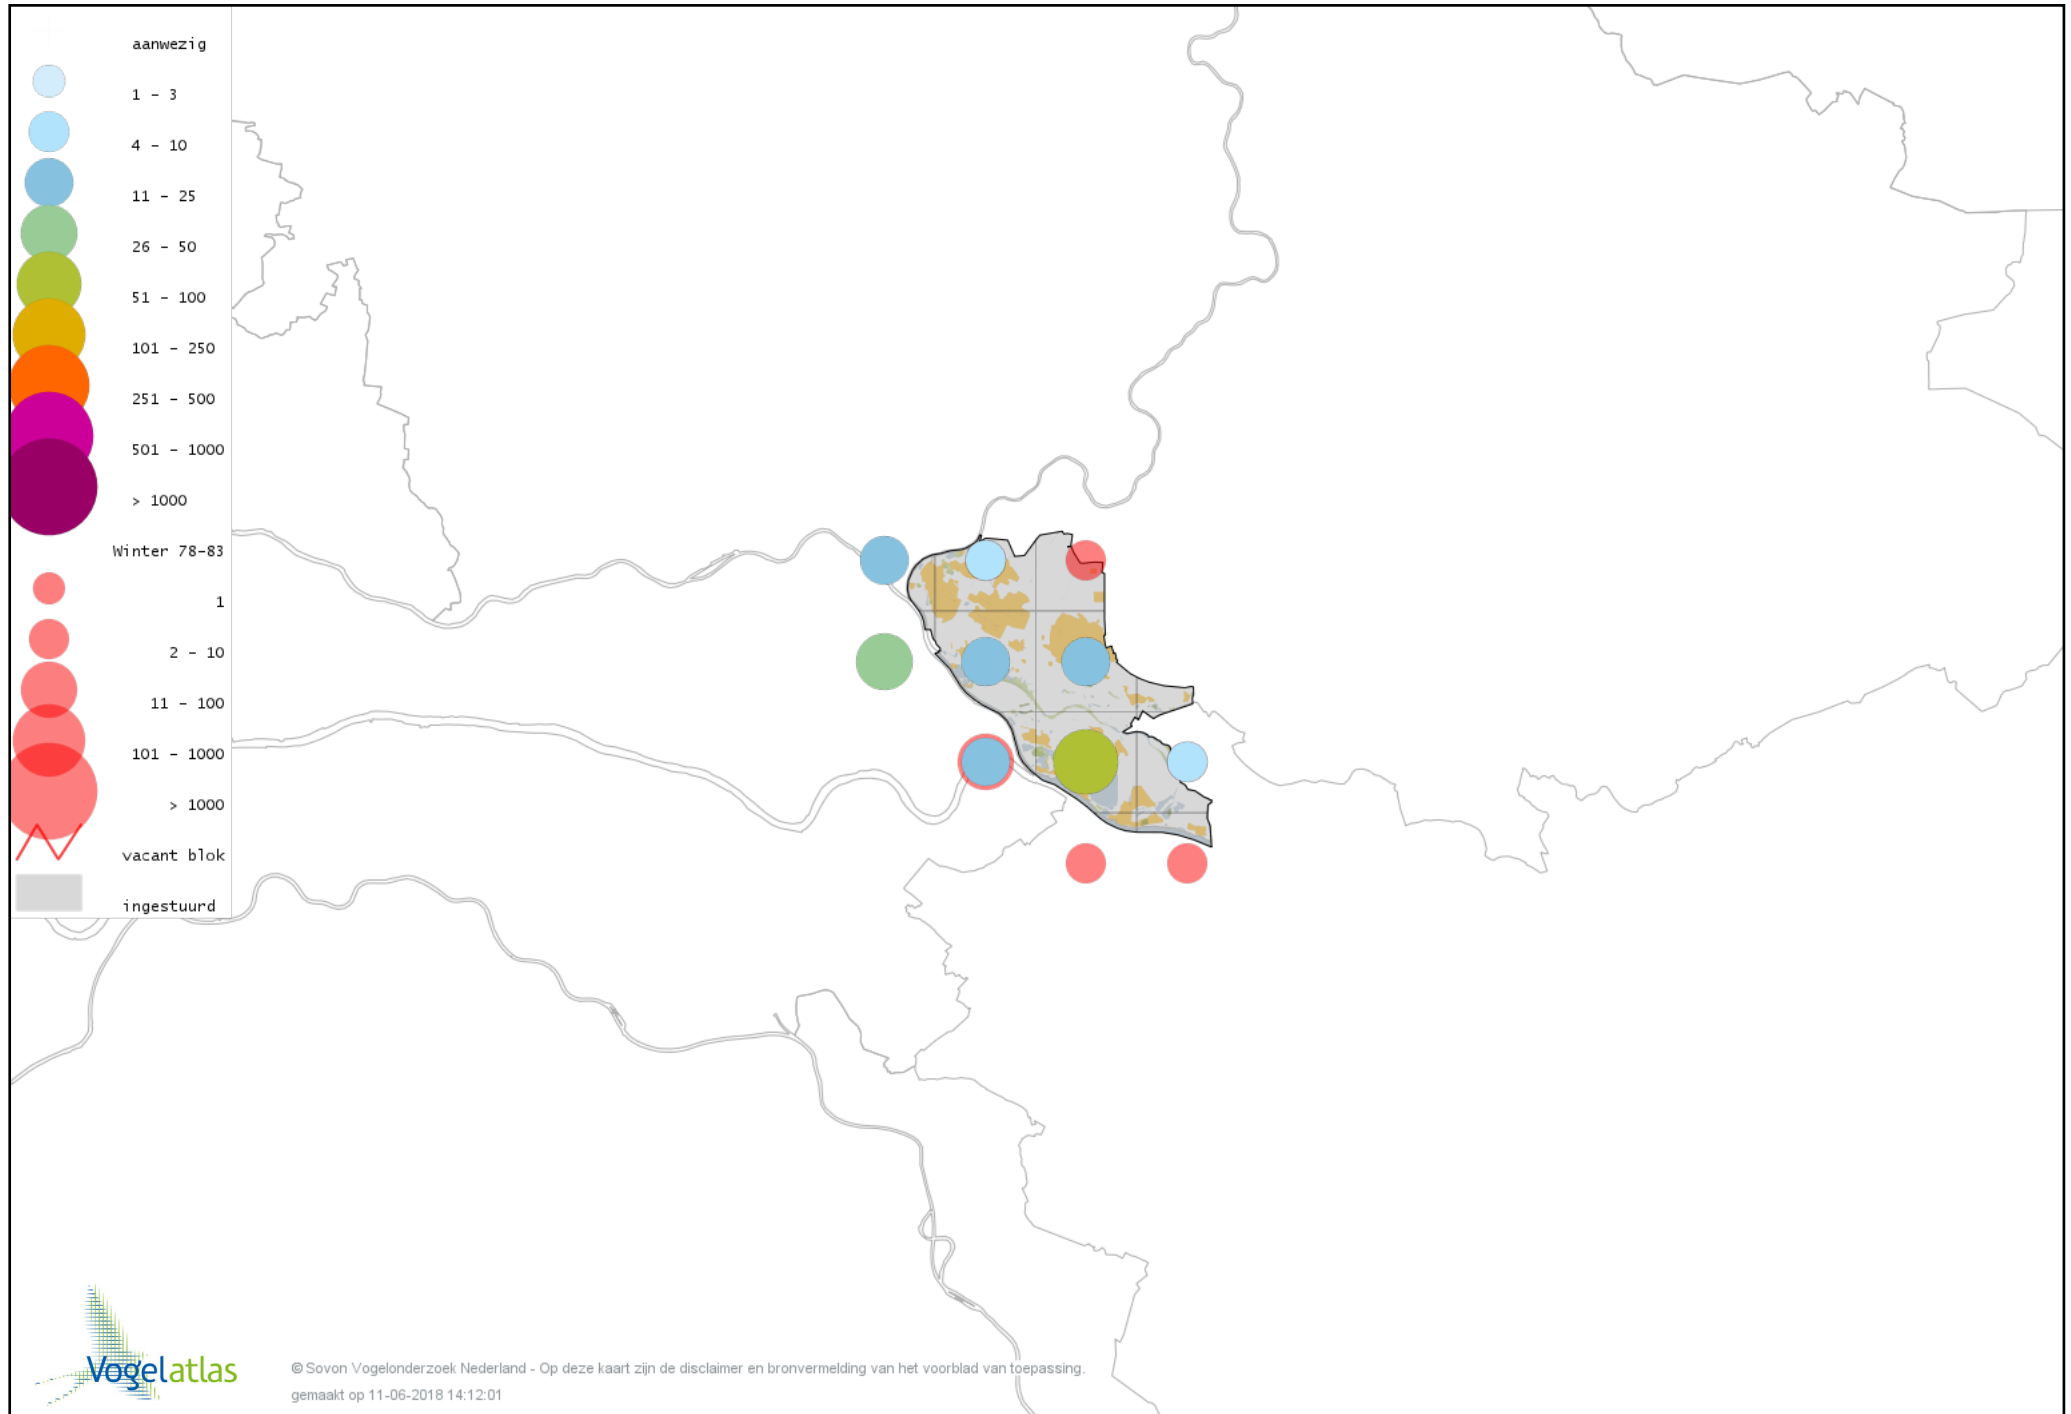 aanwezig
1 - 3
4 - 10
11 - 25
26 - 50
51 - 100
101 - 250
251 - 500
501 - 1000
> 1000
Winter 78-83
1
2 - 10
11 - 100
101 - 1000
> 1000
vacant blok
ingestuurd
Vogelatlas
© Sovon Vogelonderzoek Nederland - Op deze kaart zijn de disclaimer en bronvermelding van het voorblad van toepassing.
gemaakt op 11-06-2018 14:12:01